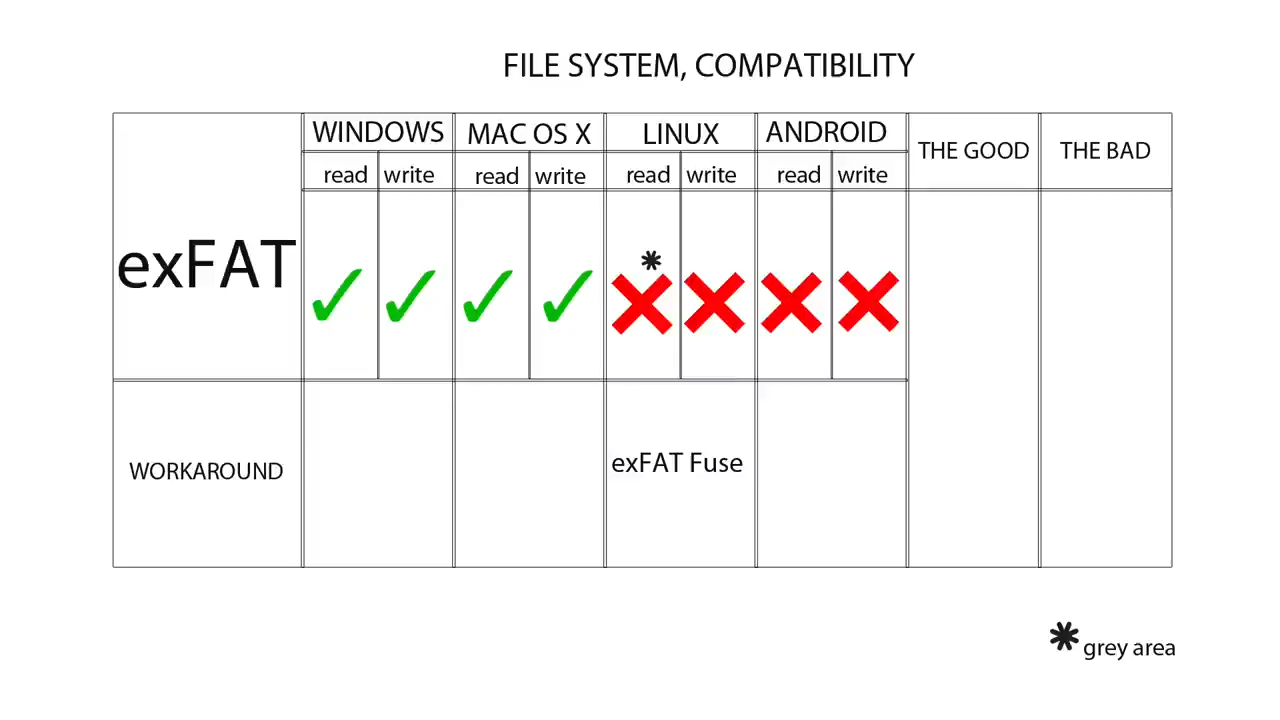 FILE SYSTEM, COMPATIBILITY
WINDOWS MAC OS X LINUX ANDROID THE GOOD THE BAD
read write read write read write read write
exFAT
*
WORKAROUND exFAT Fuse
* grey area